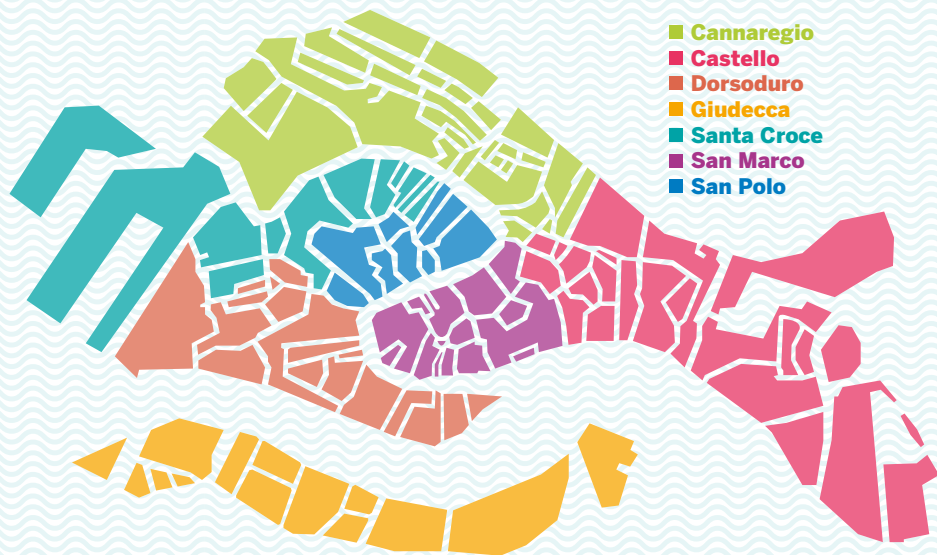 Cannaregio
Castello
Dorsoduro
Giudecca
Santa Croce
San Marco
San Polo